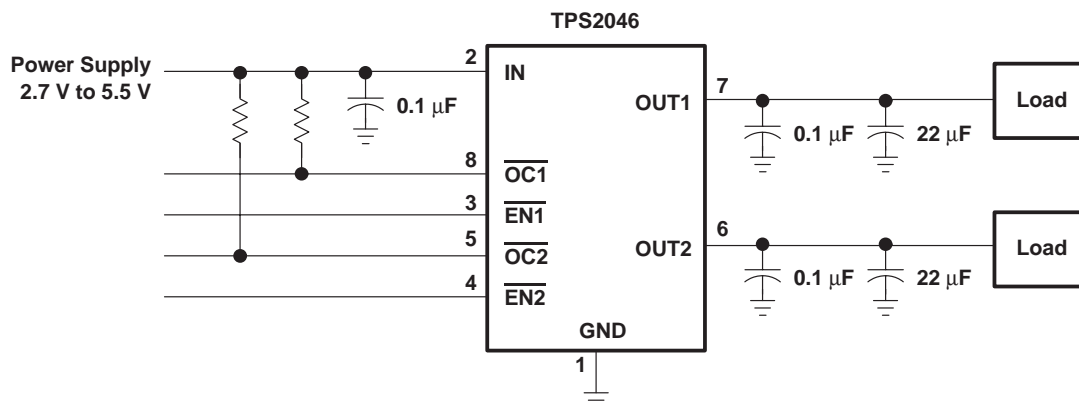 TPS2046
Power Supply
2.7 V to 5.5 V
2
IN
0.1 µF
7
OUT1
Load
0.1 µF
22 µF
8
OC1
3
EN1
5
OC2
4
EN2
6
OUT2
Load
0.1 µF
22 µF
GND
1